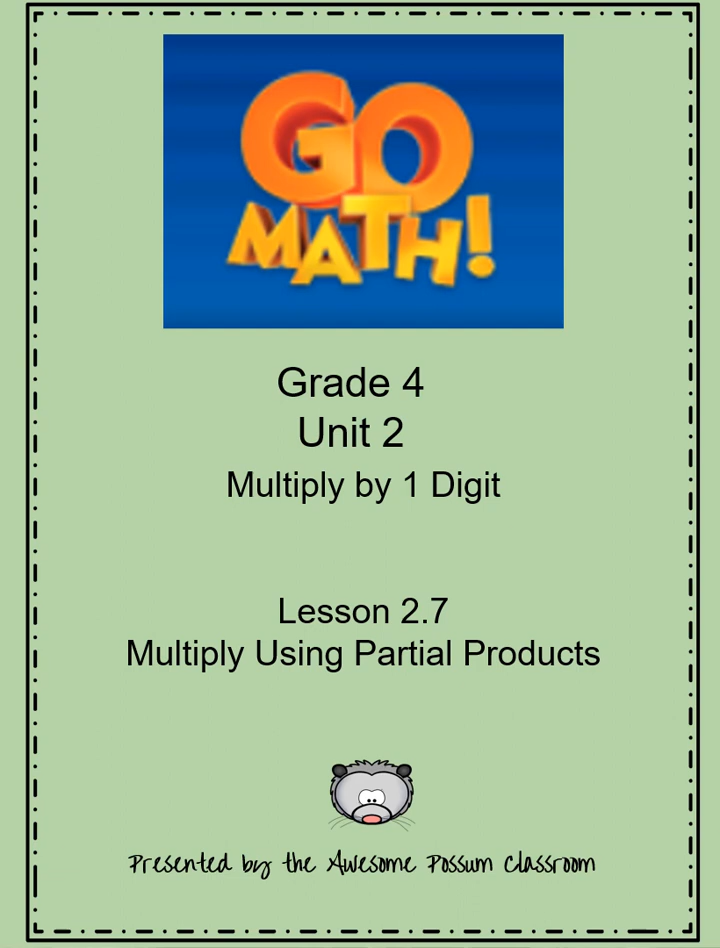 GO
MATH!
Grade 4
Unit 2
Multiply by 1 Digit
Lesson 2.7
Multiply Using Partial Products
Presented by the Awesome Possum Classroom